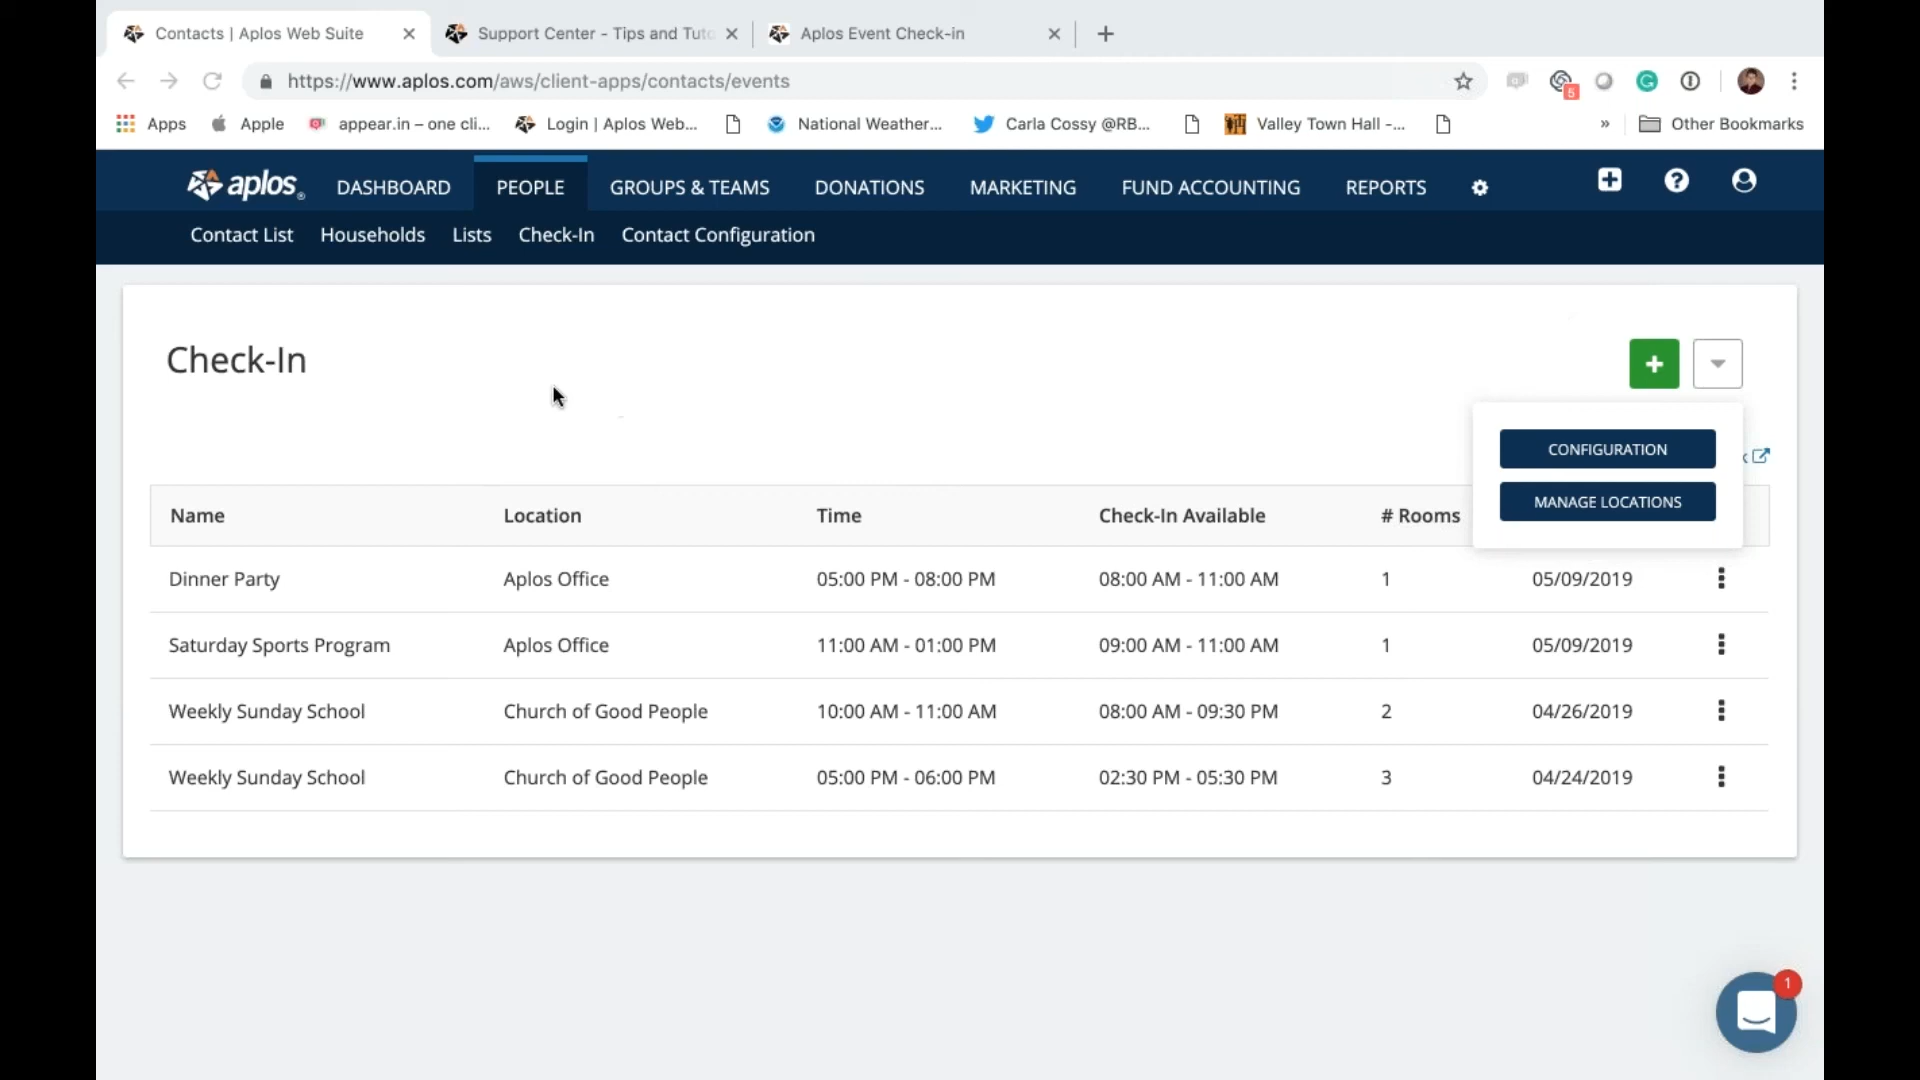 Contacts | Aplos Web Suite
Support Center - Tips and Tuto
Aplos Event Check-in
https://www.aplos.com/aws/client-apps/contacts/events
5
Apps
Apple
appear.in – one cli...
Login | Aplos Web...
National Weather...
Carla Cossy @RB...
Valley Town Hall -...
»
Other Bookmarks
aplos
DASHBOARD
PEOPLE
GROUPS & TEAMS
DONATIONS
MARKETING
FUND ACCOUNTING
REPORTS
Contact List
Households
Lists
Check-In
Contact Configuration
Check-In
CONFIGURATION
MANAGE LOCATIONS
Name Location Time Check-In Available # Rooms
Dinner Party Aplos Office 05:00 PM - 08:00 PM 08:00 AM - 11:00 AM 1 05/09/2019
Saturday Sports Program Aplos Office 11:00 AM - 01:00 PM 09:00 AM - 11:00 AM 1 05/09/2019
Weekly Sunday School Church of Good People 10:00 AM - 11:00 AM 08:00 AM - 09:30 PM 2 04/26/2019
Weekly Sunday School Church of Good People 05:00 PM - 06:00 PM 02:30 PM - 05:30 PM 3 04/24/2019
1